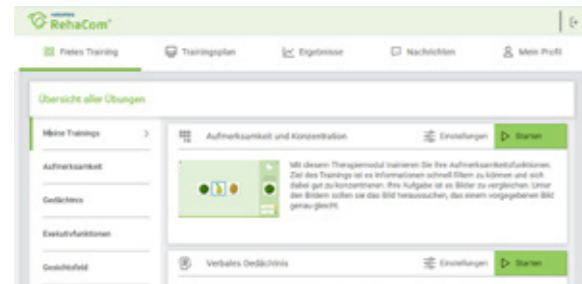 RehaCom®
Freies Training
Trainingsplan
Ergebnisse
Nachrichten
Mein Profil
Übersicht aller Übungen
Meine Trainings
Aufmerksamkeit
Gedächtnis
Exekutivfunktionen
Gesichtsfeld
Aufmerksamkeit und Konzentration
Einstellungen
Starten
Mit diesem Therapiemodul trainieren Sie Ihre Aufmerksamkeitsfunktionen.
Ziel des Trainings ist es Informationen schnell filtern zu können und sich
dabei gut zu konzentrieren. Ihre Aufgabe ist es Bilder zu vergleichen. Unter
den Bildern sollen sie das Bild heraussuchen, das einem vorgegebenen Bild
genau gleicht.
Verbales Gedächtnis
Einstellungen
Starten